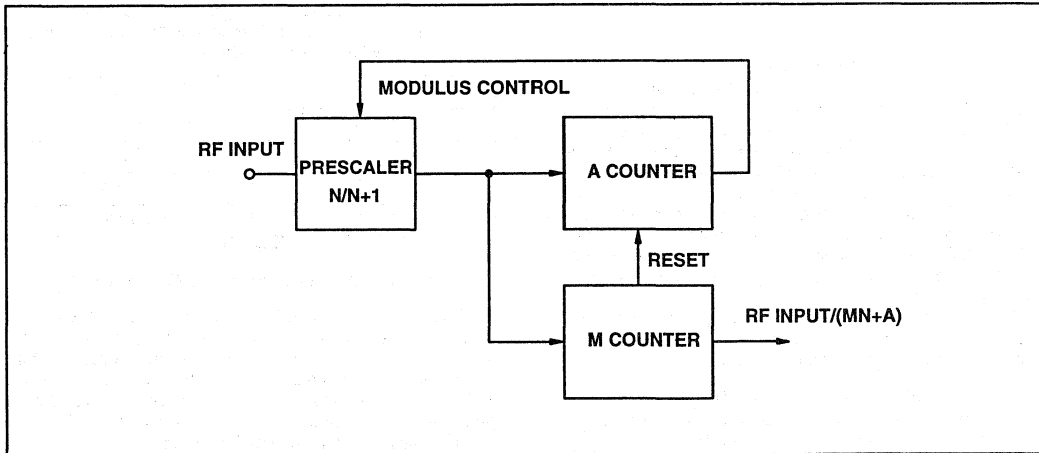 MODULUS CONTROL
RF INPUT
PRESCALER
N/N+1
A COUNTER
RESET
M COUNTER
RF INPUT/(MN+A)